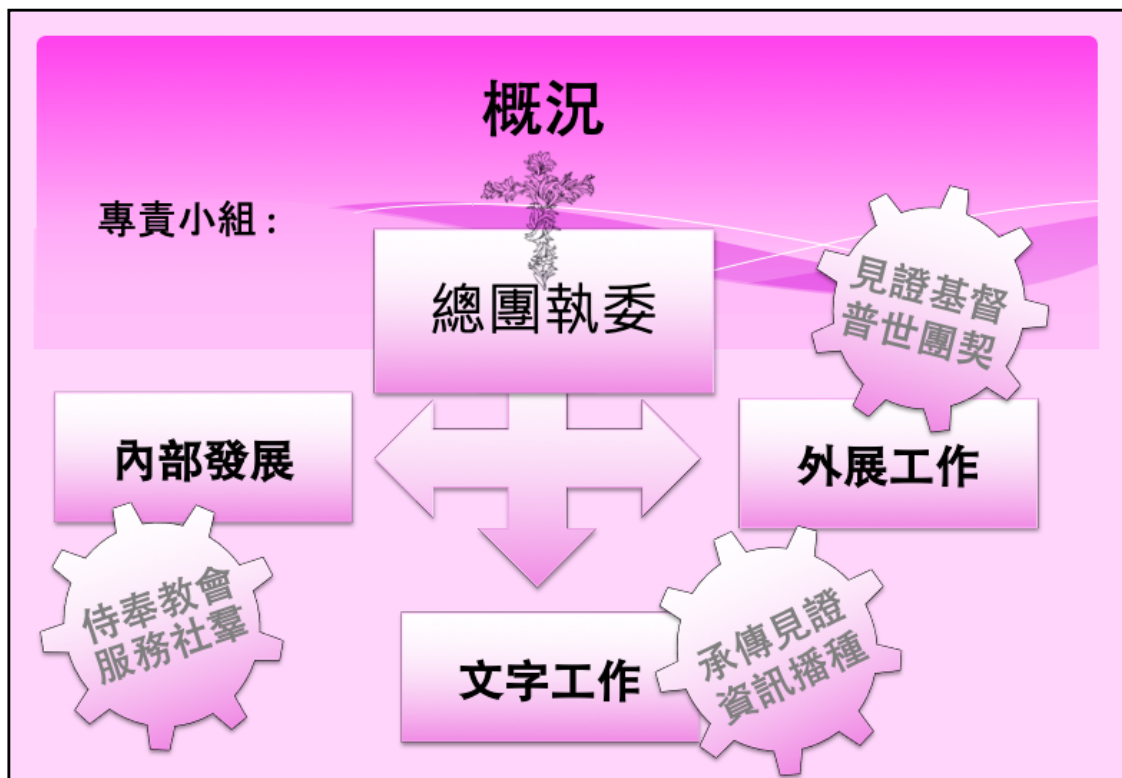 概況
專責小組：
總團執委
見證基督
普世團契
內部發展
外展工作
侍奉教會
服務社羣
文字工作
承傳見證
資訊播種